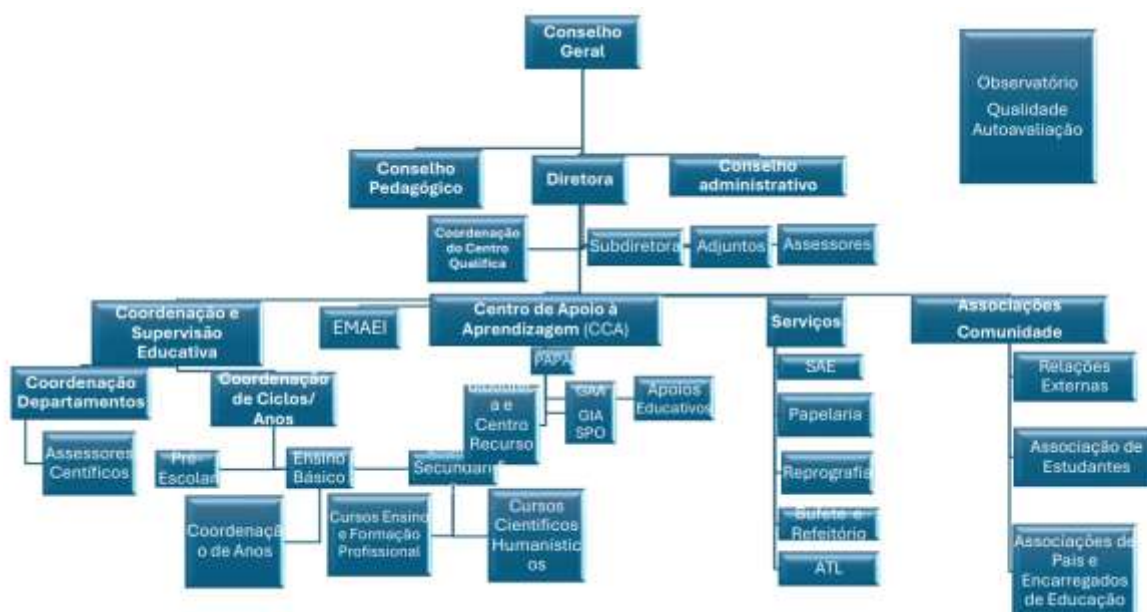 Conselho
Geral
Observatório
Qualidade
Autoavaliação
Conselho
Pedagógico
Diretora
Conselho
administrativo
Coordenação
do Centro
Qualifica
Subdiretora
Adjuntos
Assessores
Coordenação e
Supervisão
Educativa
EMAEI
Centro de Apoio à
Aprendizagem (CCA)
Serviços
Associações
Comunidade
PAPA
SAE
Relações
Externas
Coordenação
Departamentos
Coordenação
de Ciclos/
Anos
a e
Centro
Recurso
GAA
GIA
SPO
Apoios
Educativos
Papelaria
Assessores
Científicos
Pré-
Escolar
Ensino
Básico
Secundári
Reprografia
Associação de
Estudantes
Coordenaçã
o de Anos
Cursos Ensino
e Formação
Profissional
Cursos
Científicos
Humanístic
os
Bufete e
Refeitório
ATL
Associações de
Pais e
Encarregados
de Educação